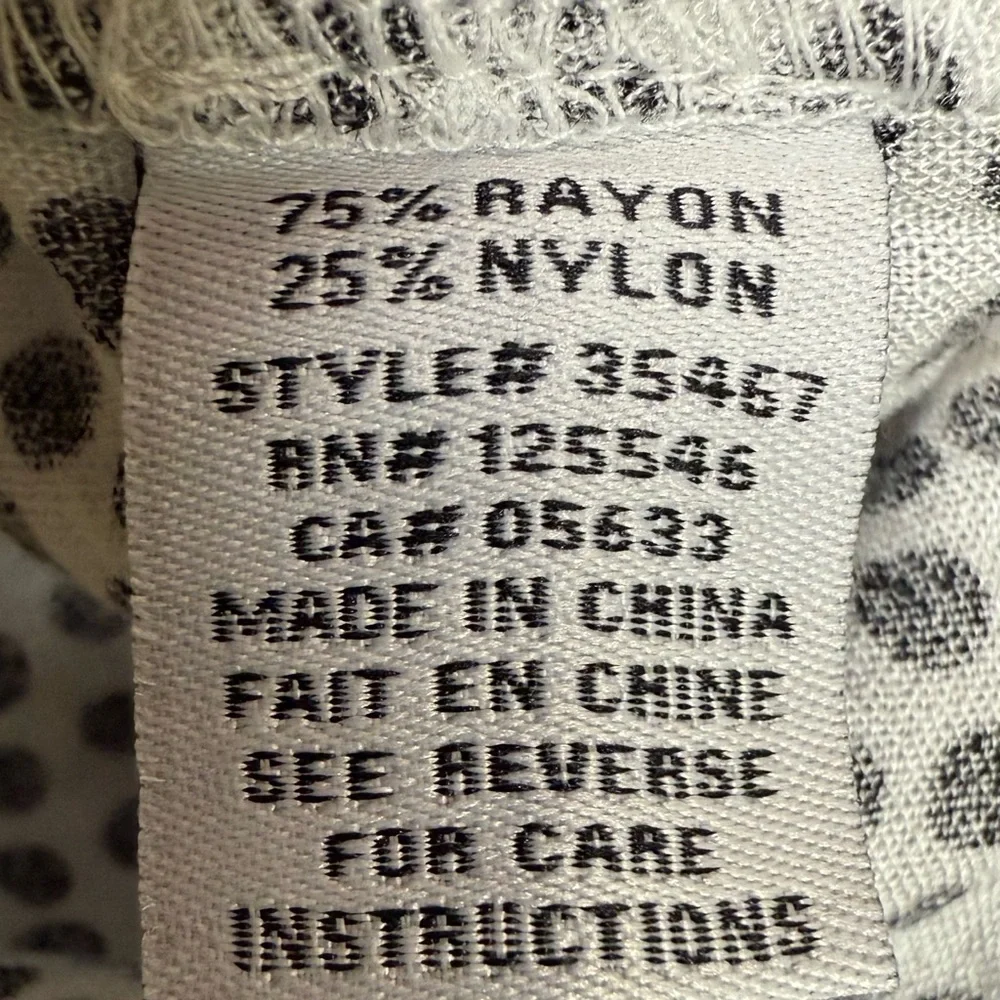 75% RAYON
25% NYLON
STYLE# 35467
RN# 125546
CA# 05633
MADE IN CHINA
FAIT EN CHINE
SEE REVERSE
FOR CARE
INSTRUCTIONS